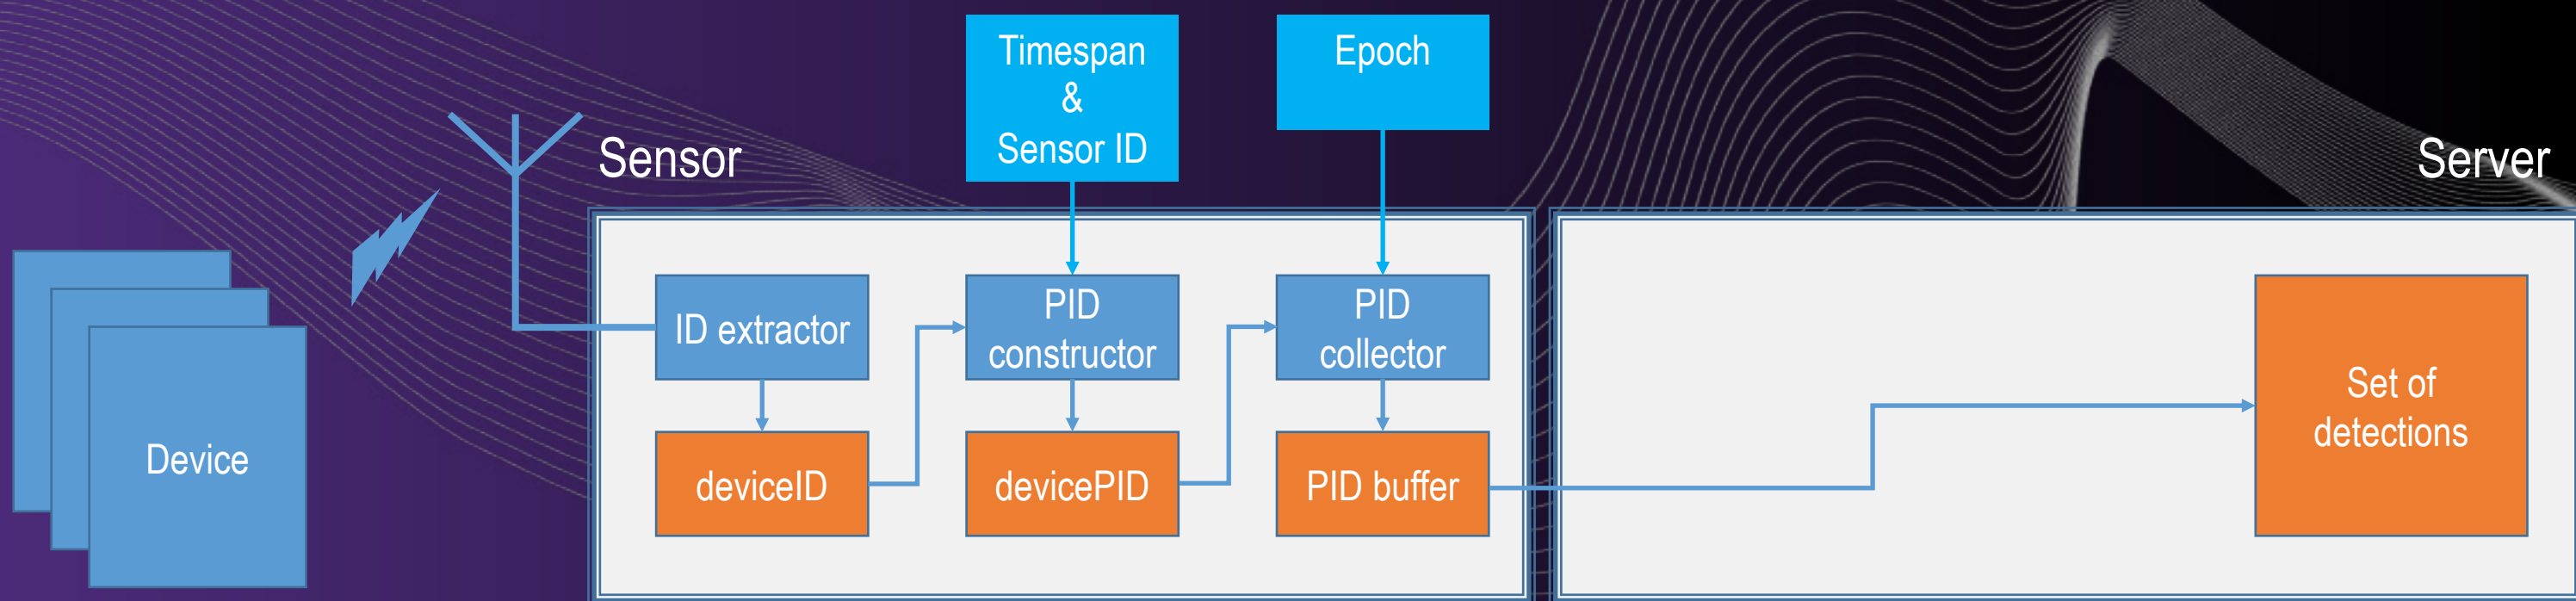 Timespan
&
Sensor ID
Epoch
Sensor
Server
ID extractor
PID
constructor
PID
collector
Set of
detections
Device
deviceID
devicePID
PID buffer